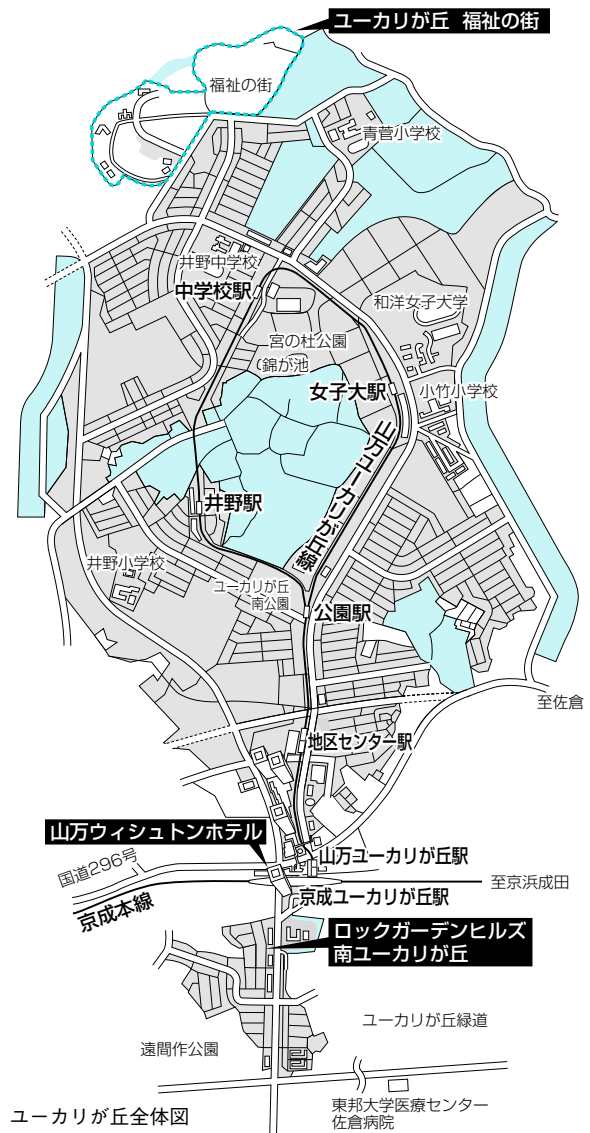 ユーカリが丘 福祉の街
福祉の街
青菅小学校
井野中学校
中学校駅
和洋女子大学
宮の杜公園
錦が池
女子大駅
小竹小学校
山万ユーカリが丘線
井野駅
井野小学校
ユーカリが丘
南公園
公園駅
至佐倉
地区センター駅
山万ウィシュトンホテル
山万ユーカリが丘駅
国道296号
至京浜成田
京成ユーカリが丘駅
京成本線
ロックガーデンヒルズ
南ユーカリが丘
ユーカリが丘緑道
遠間作公園
東邦大学医療センター
佐倉病院
ユーカリが丘全体図